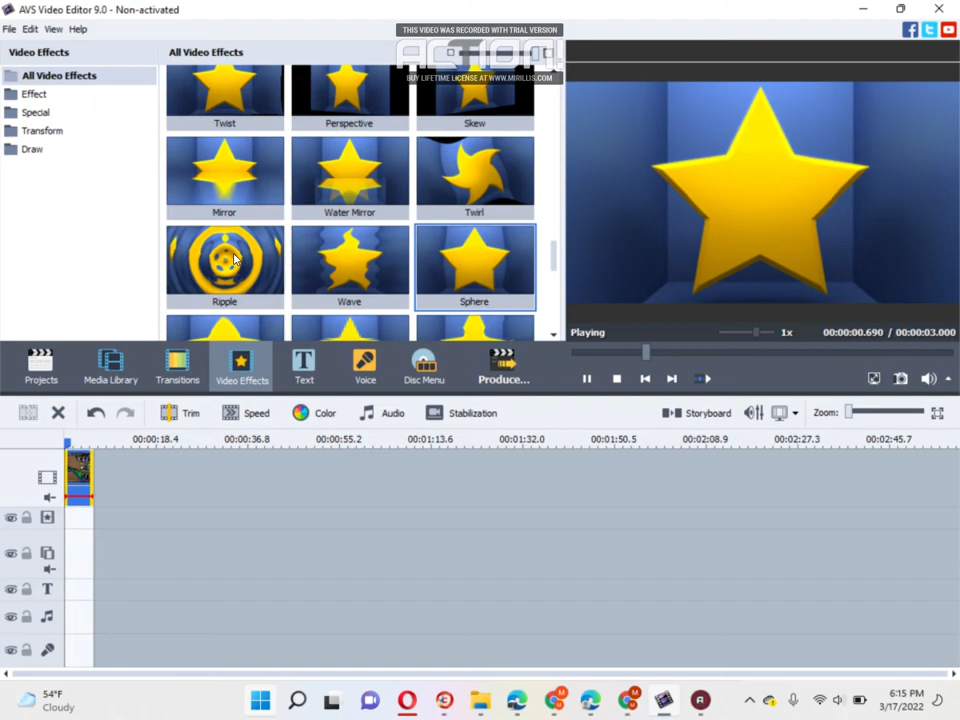 AVS Video Editor 9.0 - Non-activated
File Edit View Help
THIS VIDEO WAS RECORDED WITH TRIAL VERSION
ACTION!
BUY LIFETIME LICENSE AT WWW.MIRILLIS.COM
Video Effects
All Video Effects
All Video Effects
Effect
Special
Transform
Draw
Twist Perspective Skew
Mirror Water Mirror Twirl
Ripple Wave Sphere
Playing 1x 00:00:00.690 / 00:00:03.000
Projects Media Library Transitions Video Effects Text Voice Disc Menu Produce...
Trim Speed Color Audio Stabilization Storyboard Zoom:
00:00:18.4 00:00:36.8 00:00:55.2 00:01:13.6 00:01:32.0 00:01:50.5 00:02:08.9 00:02:27.3 00:02:45.7
54°F
Cloudy
6:15 PM
3/17/2022